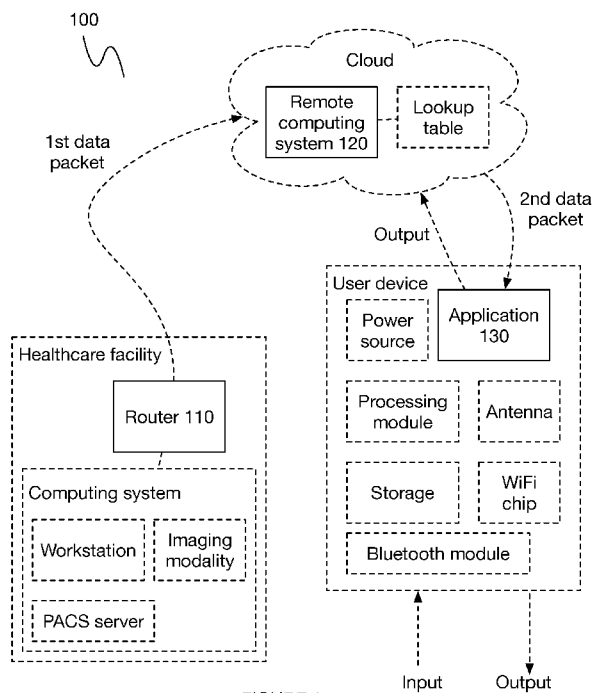 100
Cloud
Remote
computing
system 120
Lookup
table
1st data
packet
2nd data
packet
Output
User device
Power
source
Application
130
Healthcare facility
Router 110
Processing
module
Antenna
Computing system
Storage
WiFi
chip
Workstation
Imaging
modality
Bluetooth module
PACS server
Input
Output